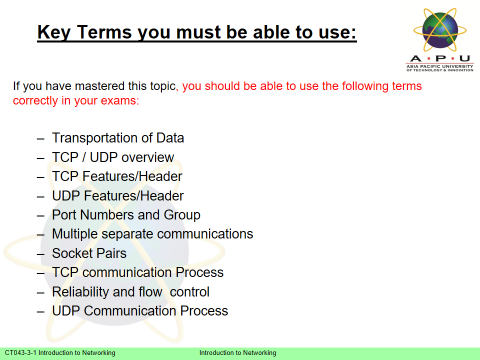 Key Terms you must be able to use:
A • P • U
ASIA PACIFIC UNIVERSITY
OF TECHNOLOGY & INNOVATION
If you have mastered this topic, you should be able to use the following terms
correctly in your exams:
– Transportation of Data
– TCP / UDP overview
– TCP Features/Header
– UDP Features/Header
– Port Numbers and Group
– Multiple separate communications
– Socket Pairs
– TCP communication Process
– Reliability and flow control
– UDP Communication Process
CT043-3-1 Introduction to Networking
Introduction to Networking